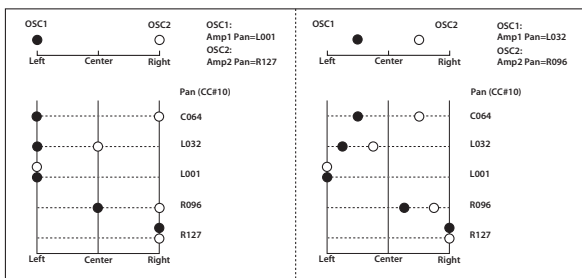 OSC1 OSC2 OSC1:
Amp1 Pan=L001
OSC2:
Amp2 Pan=R127
Left Center Right
Pan (CC#10)
C064
L032
L001
R096
R127
Left Center Right
OSC1 OSC2 OSC1:
Amp1 Pan=L032
OSC2:
Amp2 Pan=R096
Left Center Right
Pan (CC#10)
C064
L032
L001
R096
R127
Left Center Right